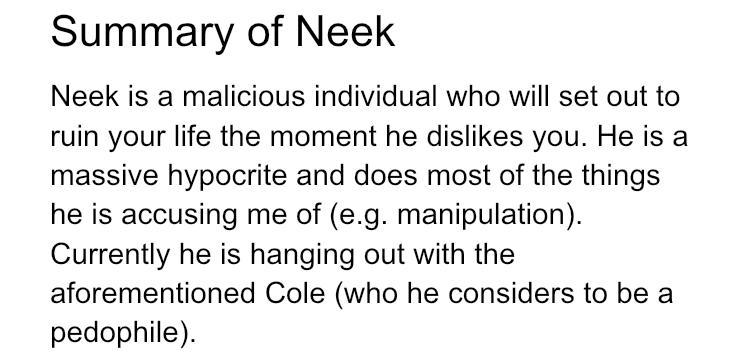 Summary of Neek
Neek is a malicious individual who will set out to
ruin your life the moment he dislikes you. He is a
massive hypocrite and does most of the things
he is accusing me of (e.g. manipulation).
Currently he is hanging out with the
aforementioned Cole (who he considers to be a
pedophile).